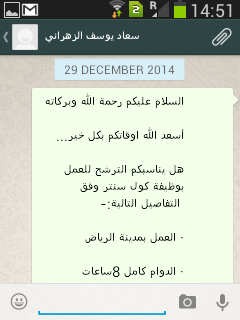 14:51
سعاد يوسف الزهراني
29 DECEMBER 2014
السلام عليكم رحمة الله وبركاته
أسعد الله اوقاتكم بكل خير...
هل يناسبكم الترشح للعمل
بوظيفة كول سنتر وفق
التفاصيل التالية:-
· العمل بمدينة الرياض
· الدوام كامل 8ساعات